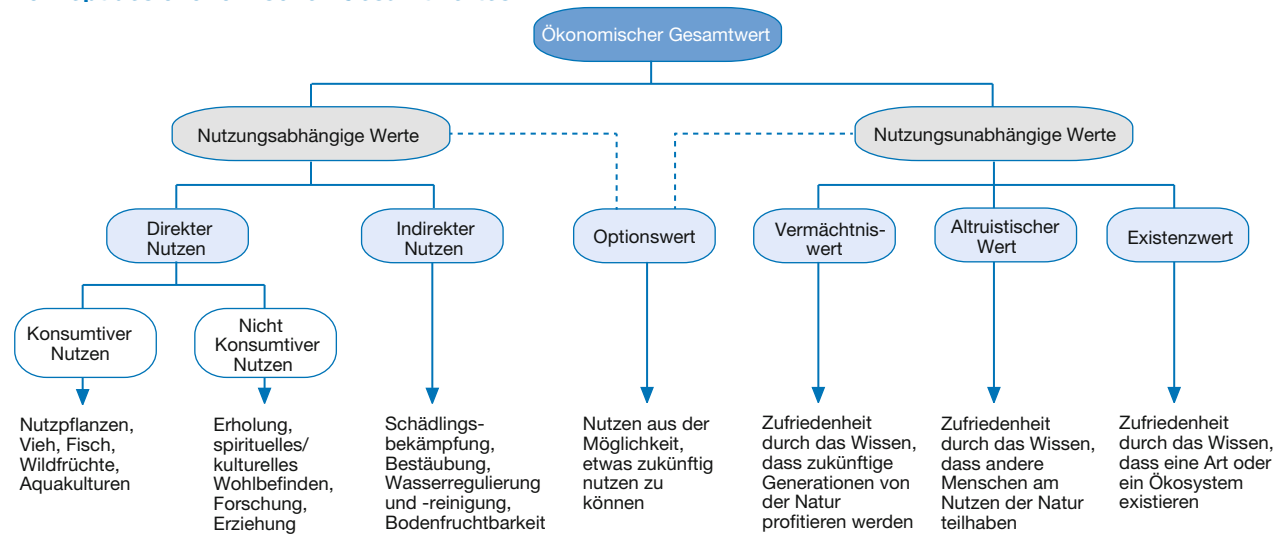 Ökonomischer Gesamtwert
Nutzungsabhängige Werte
Nutzungsunabhängige Werte
Direkter
Nutzen
Indirekter
Nutzen
Optionswert
Vermächtnis-
wert
Altruistischer
Wert
Existenzwert
Konsumtiver
Nutzen
Nicht
Konsumtiver
Nutzen
Nutzpflanzen,
Vieh, Fisch,
Wildfrüchte,
Aquakulturen
Erholung,
spirituelles/
kulturelles
Wohlbefinden,
Forschung,
Erziehung
Schädlings-
bekämpfung,
Bestäubung,
Wasserregulierung
und -reinigung,
Bodenfruchtbarkeit
Nutzen aus der
Möglichkeit,
etwas zukünftig
nutzen zu
können
Zufriedenheit
durch das Wissen,
dass zukünftige
Generationen von
der Natur
profitieren werden
Zufriedenheit
durch das Wissen,
dass andere
Menschen am
Nutzen der Natur
teilhaben
Zufriedenheit
durch das Wissen,
dass eine Art oder
ein Ökosystem
existieren